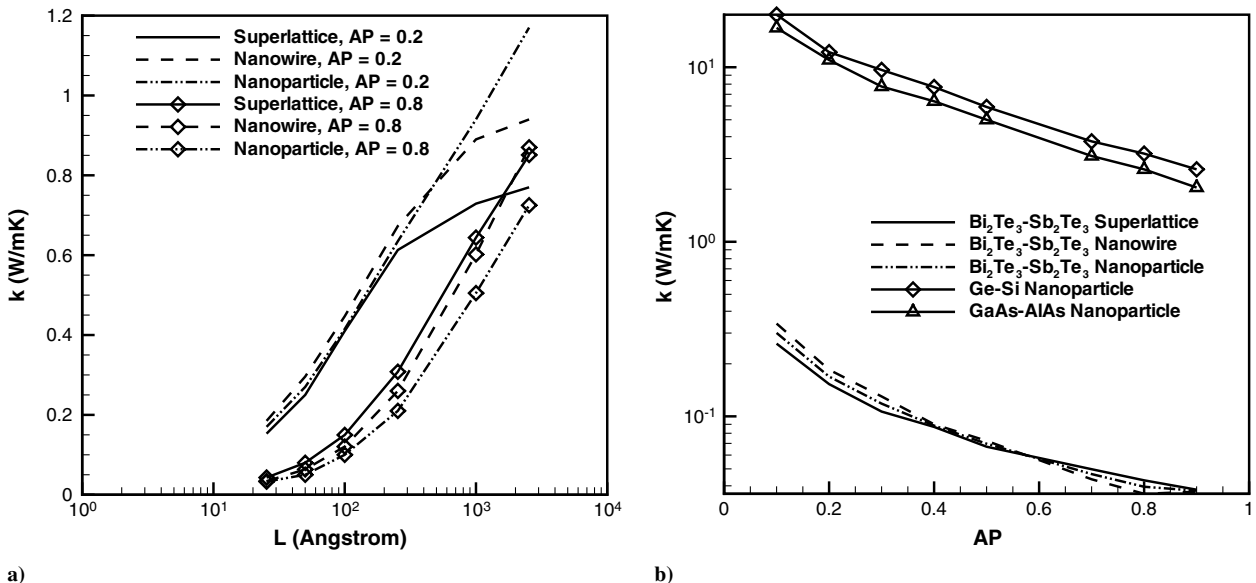 1.2
1
0.8
0.6
0.4
0.2
0
k (W/mK)
Superlattice, AP = 0.2
Nanowire, AP = 0.2
Nanoparticle, AP = 0.2
Superlattice, AP = 0.8
Nanowire, AP = 0.8
Nanoparticle, AP = 0.8
10⁰ 10¹ 10² 10³ 10⁴
L (Angstrom)
a)
10¹
10⁰
10⁻¹
k (W/mK)
Bi₂Te₃-Sb₂Te₃ Superlattice
Bi₂Te₃-Sb₂Te₃ Nanowire
Bi₂Te₃-Sb₂Te₃ Nanoparticle
Ge-Si Nanoparticle
GaAs-AlAs Nanoparticle
0 0.2 0.4 0.6 0.8 1
AP
b)